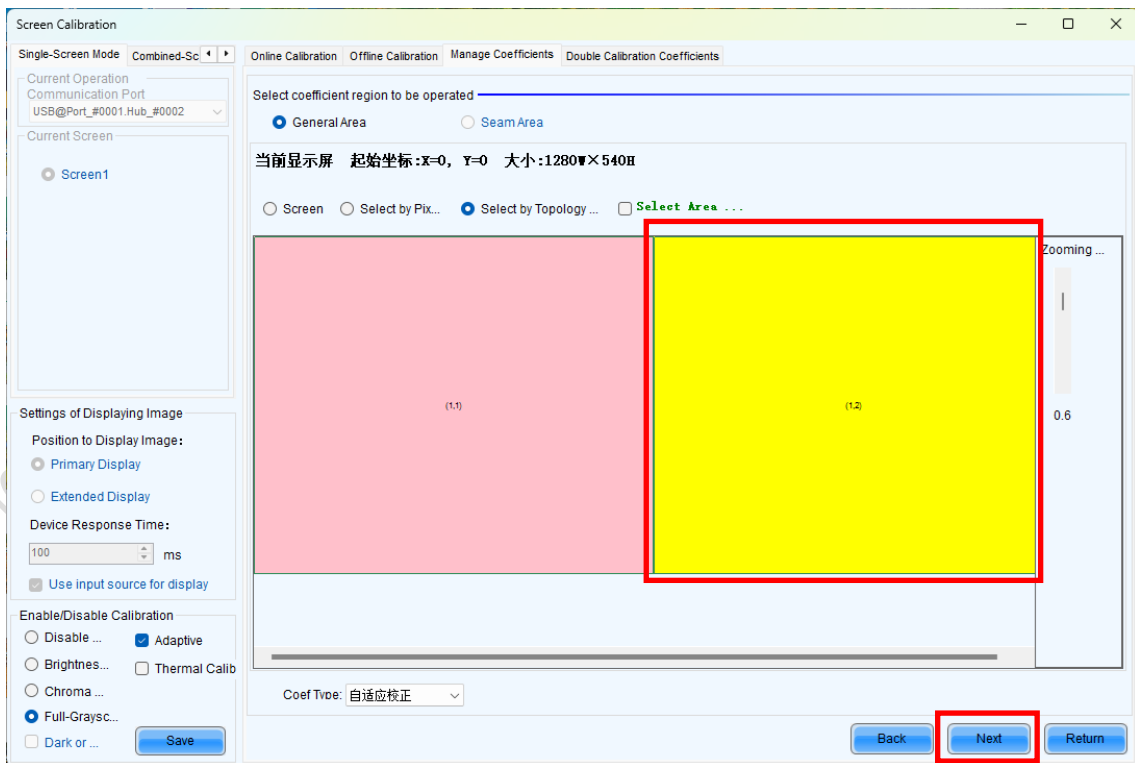 Screen Calibration
Single-Screen Mode Combined-Sc
Current Operation
Communication Port
USB@Port_#0001.Hub_#0002
Current Screen
Screen1
Settings of Displaying Image
Position to Display Image:
Primary Display
Extended Display
Device Response Time:
100 ms
Use input source for display
Enable/Disable Calibration
Disable ... Adaptive
Brightnes... Thermal Calib
Chroma ...
Full-Graysc...
Dark or ... Save
Online Calibration Offline Calibration Manage Coefficients Double Calibration Coefficients
Select coefficient region to be operated
General Area Seam Area
当前显示屏 起始坐标:X=0, Y=0 大小:1280W×540H
Screen Select by Pix... Select by Topology ... Select Area ...
Zooming ...
(1,1) (1,2)
0.6
Coef Type: 自适应校正
Back Next Return